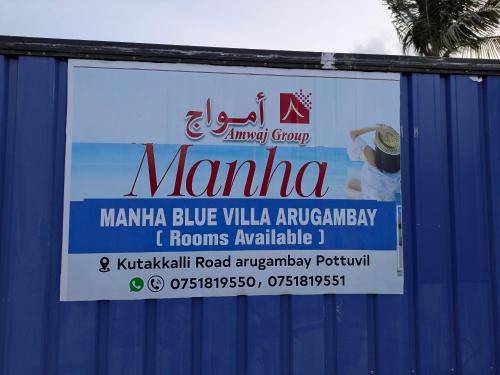 أمواج
Amwaj Group
Manha
MANHA BLUE VILLA ARUGAMBAY
( Rooms Available )
Kutakkalli Road arugambay Pottuvil
0751819550, 0751819551